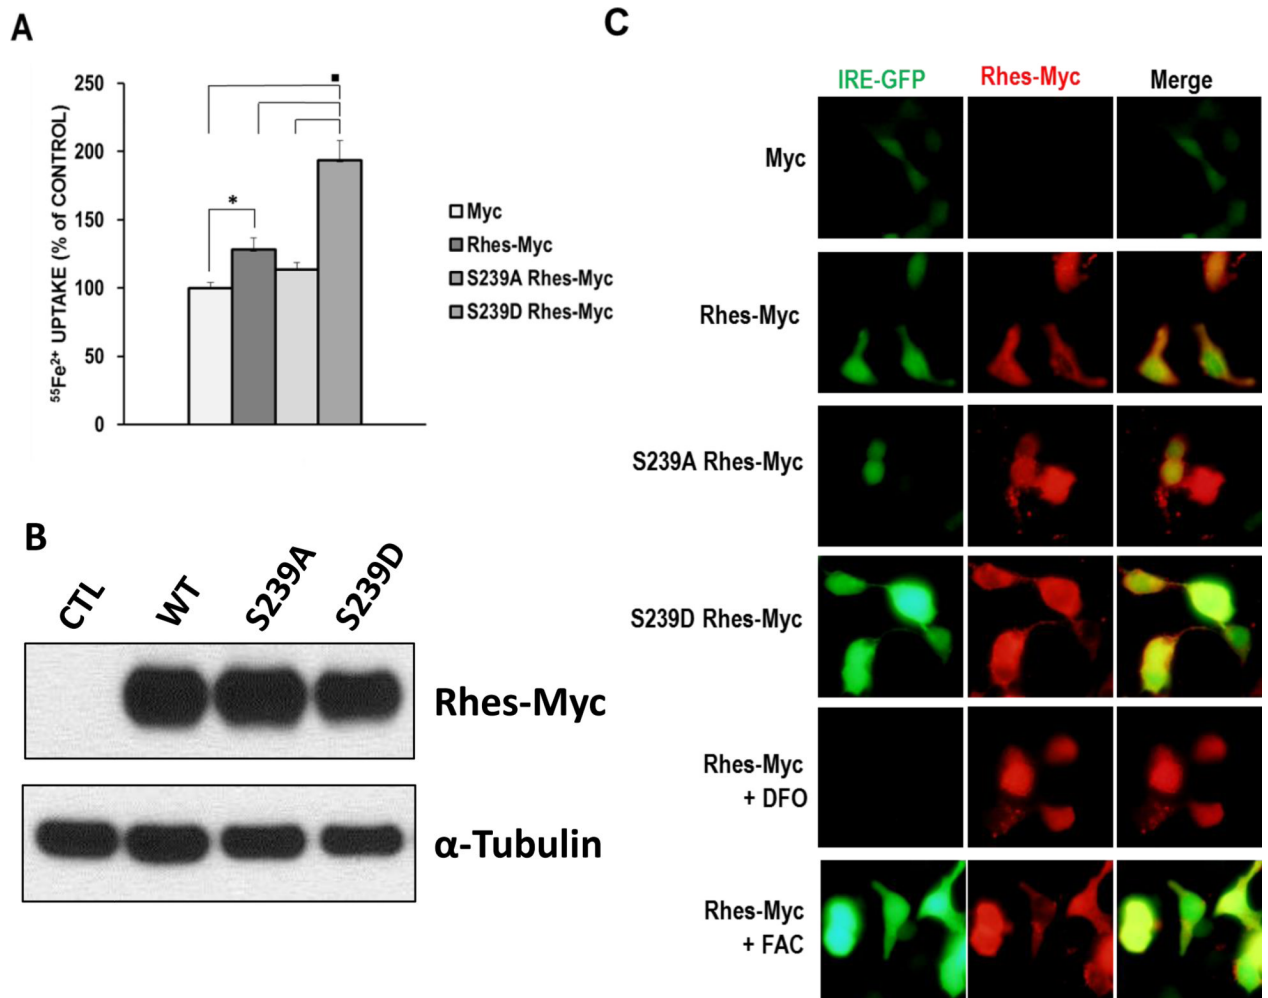 A
250
200
150
100
50
0
⁵⁵Fe²⁺ UPTAKE (% of CONTROL)
*
■
Myc
Rhes-Myc
S239A Rhes-Myc
S239D Rhes-Myc
B
CTL
WT
S239A
S239D
Rhes-Myc
α-Tubulin
C
IRE-GFP Rhes-Myc Merge
Myc
Rhes-Myc
S239A Rhes-Myc
S239D Rhes-Myc
Rhes-Myc
+ DFO
Rhes-Myc
+ FAC